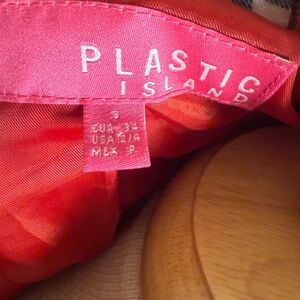 PLASTIC
ISLAND
S
EUR 34
USA 2/4
MEX P